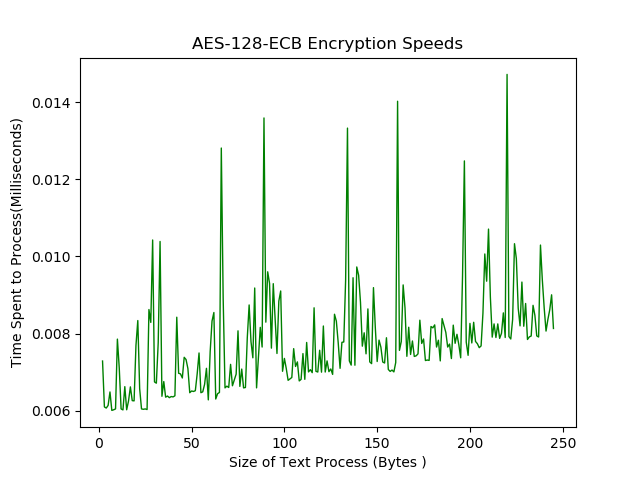 AES-128-ECB Encryption Speeds
Time Spent to Process(Milliseconds)
0.014
0.012
0.010
0.008
0.006
0 50 100 150 200 250
Size of Text Process (Bytes )